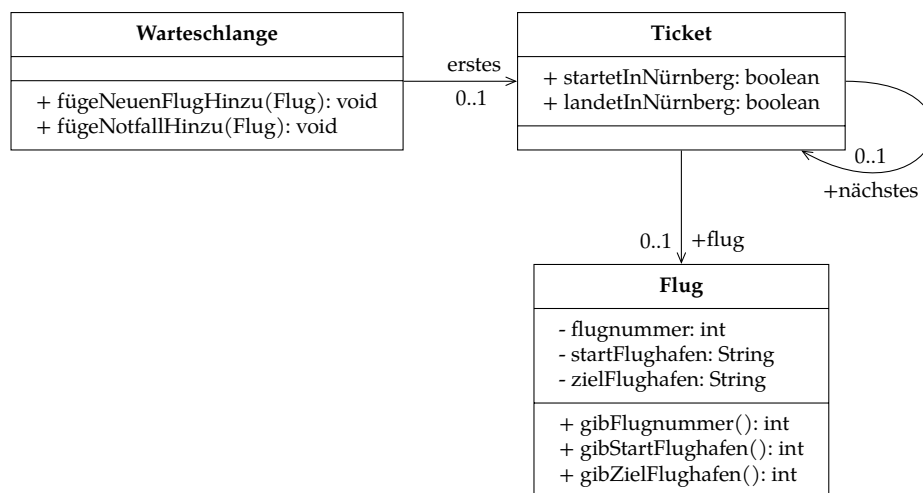 Warteschlange
+ fügeNeuenFlugHinzu(Flug): void
+ fügeNotfallHinzu(Flug): void
erstes
0..1
Ticket
+ startetInNürnberg: boolean
+ landetInNürnberg: boolean
0..1
+nächstes
0..1 +flug
Flug
- flugnummer: int
- startFlughafen: String
- zielFlughafen: String
+ gibFlugnummer(): int
+ gibStartFlughafen(): int
+ gibZielFlughafen(): int